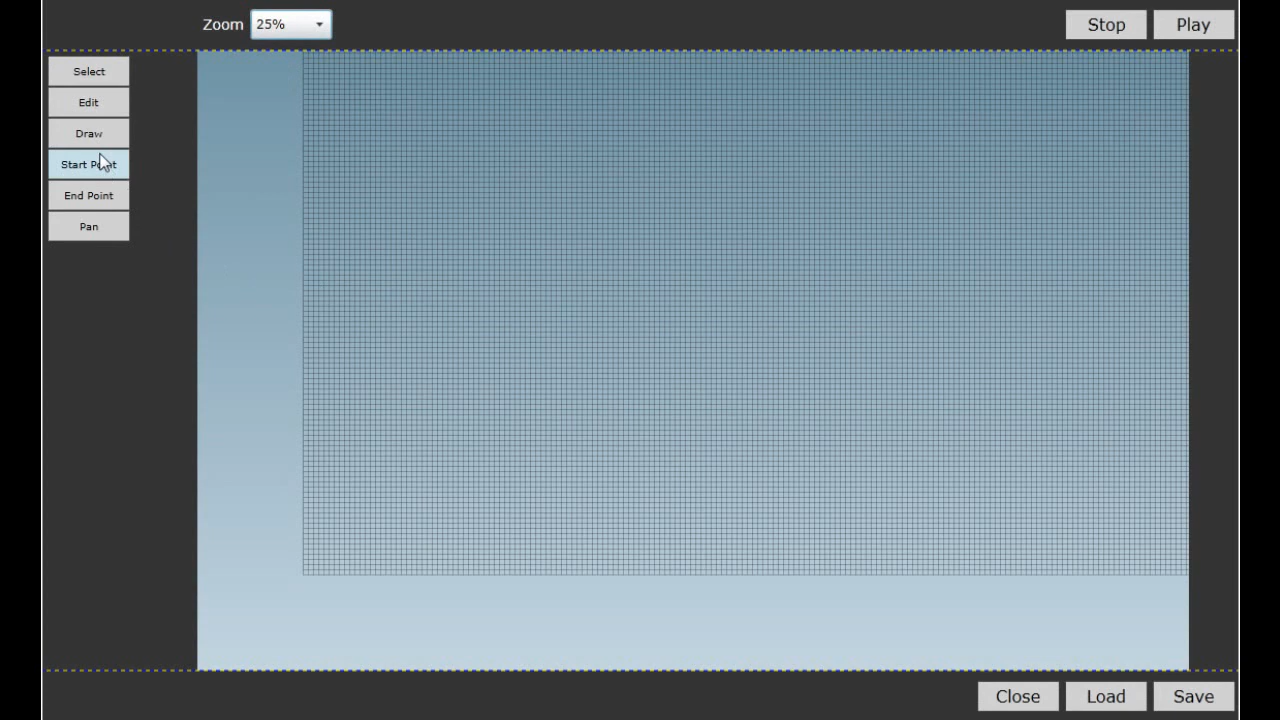 Zoom 25% Stop Play
Select
Edit
Draw
Start Point
End Point
Pan
Close Load Save